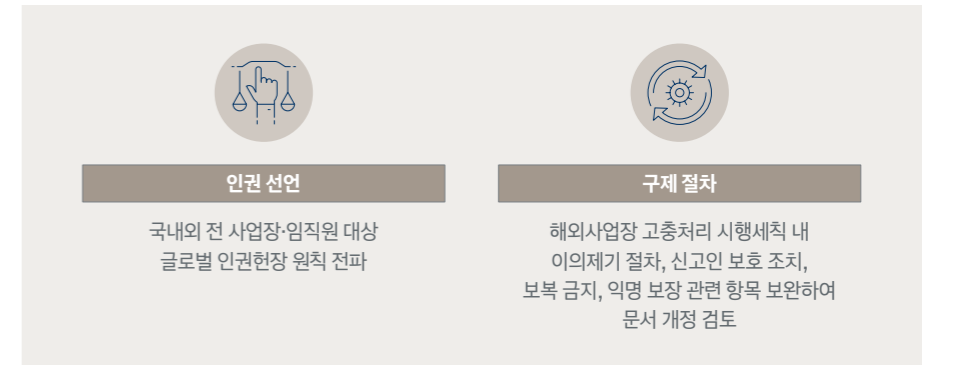 인권 선언
국내외 전 사업장·임직원 대상
글로벌 인권헌장 원칙 전파
구제 절차
해외사업장 고충처리 시행세칙 내
이의제기 절차, 신고인 보호 조치,
보복 금지, 익명 보장 관련 항목 보완하여
문서 개정 검토